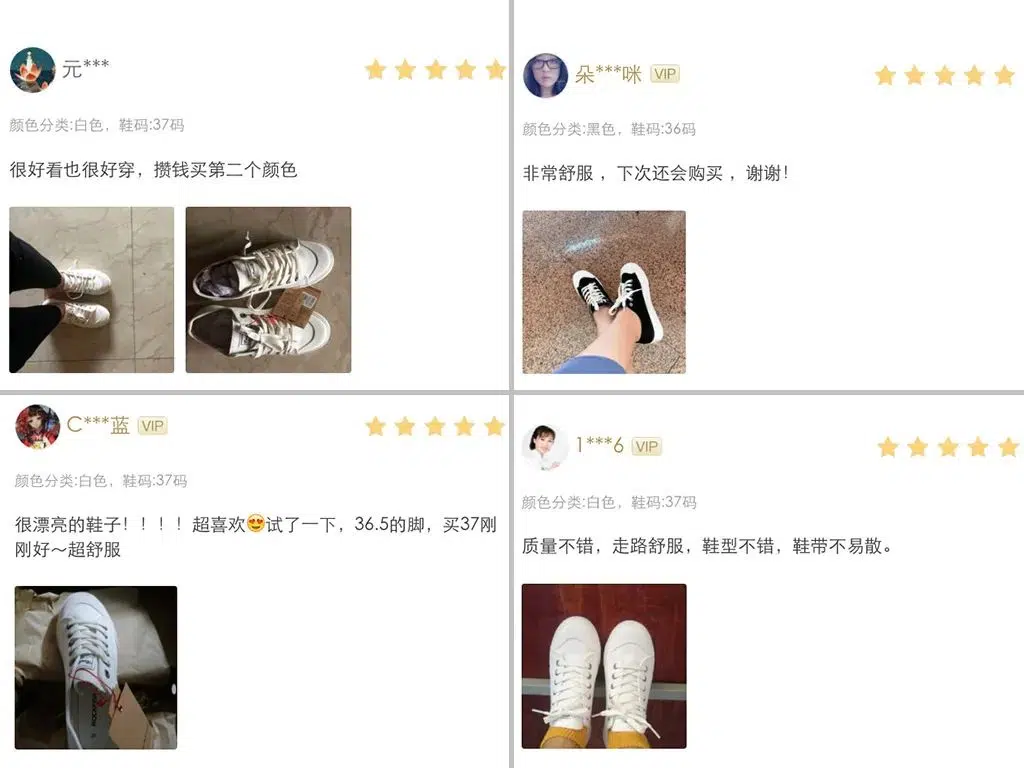 元***
颜色分类:白色，鞋码:37码
很好看也很好穿，攒钱买第二个颜色
朵***咪 VIP
颜色分类:黑色，鞋码:36码
非常舒服，下次还会购买，谢谢！
C***蓝 VIP
颜色分类:白色，鞋码:37码
很漂亮的鞋子！！！！超喜欢😍试了一下，36.5的脚，买37刚
刚好～超舒服
1***6 VIP
颜色分类:白色，鞋码:37码
质量不错，走路舒服，鞋型不错，鞋带不易散。